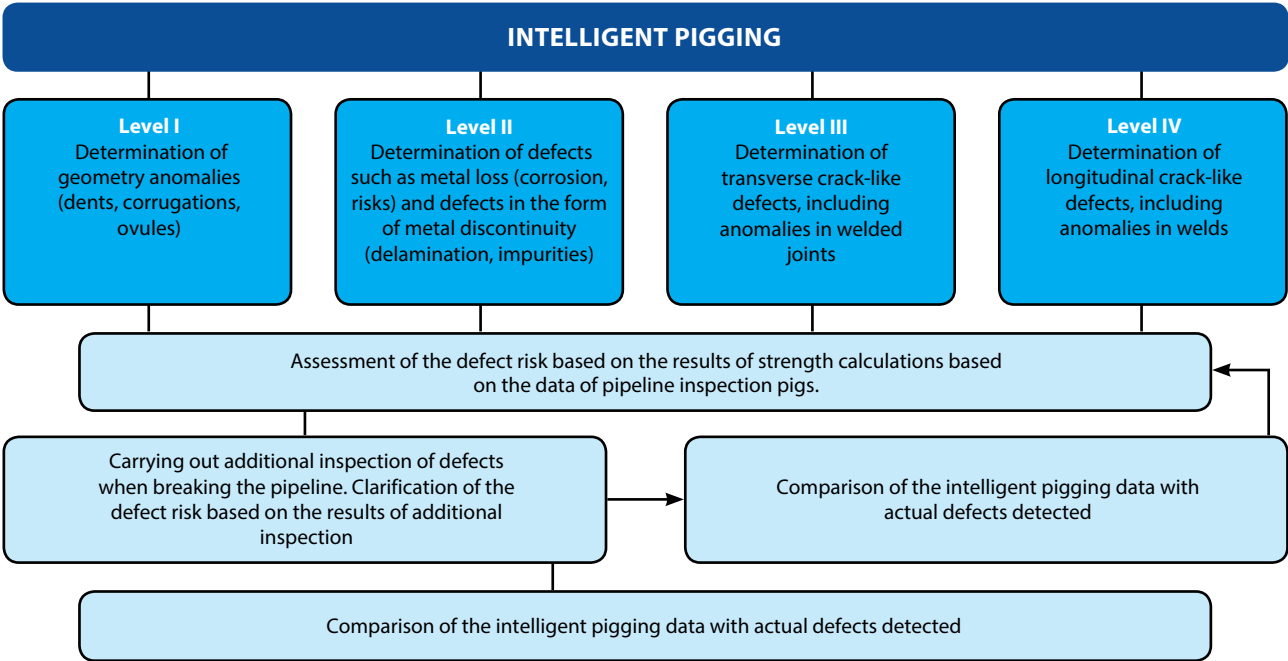 INTELLIGENT PIGGING
Level I
Determination of
geometry anomalies
(dents, corrugations,
ovules)
Level II
Determination of defects
such as metal loss (corrosion,
risks) and defects in the form
of metal discontinuity
(delamination, impurities)
Level III
Determination of
transverse crack-like
defects, including
anomalies in welded
joints
Level IV
Determination of
longitudinal crack-like
defects, including
anomalies in welds
Assessment of the defect risk based on the results of strength calculations based
on the data of pipeline inspection pigs.
Carrying out additional inspection of defects
when breaking the pipeline. Clarification of the
defect risk based on the results of additional
inspection
Comparison of the intelligent pigging data with
actual defects detected
Comparison of the intelligent pigging data with actual defects detected